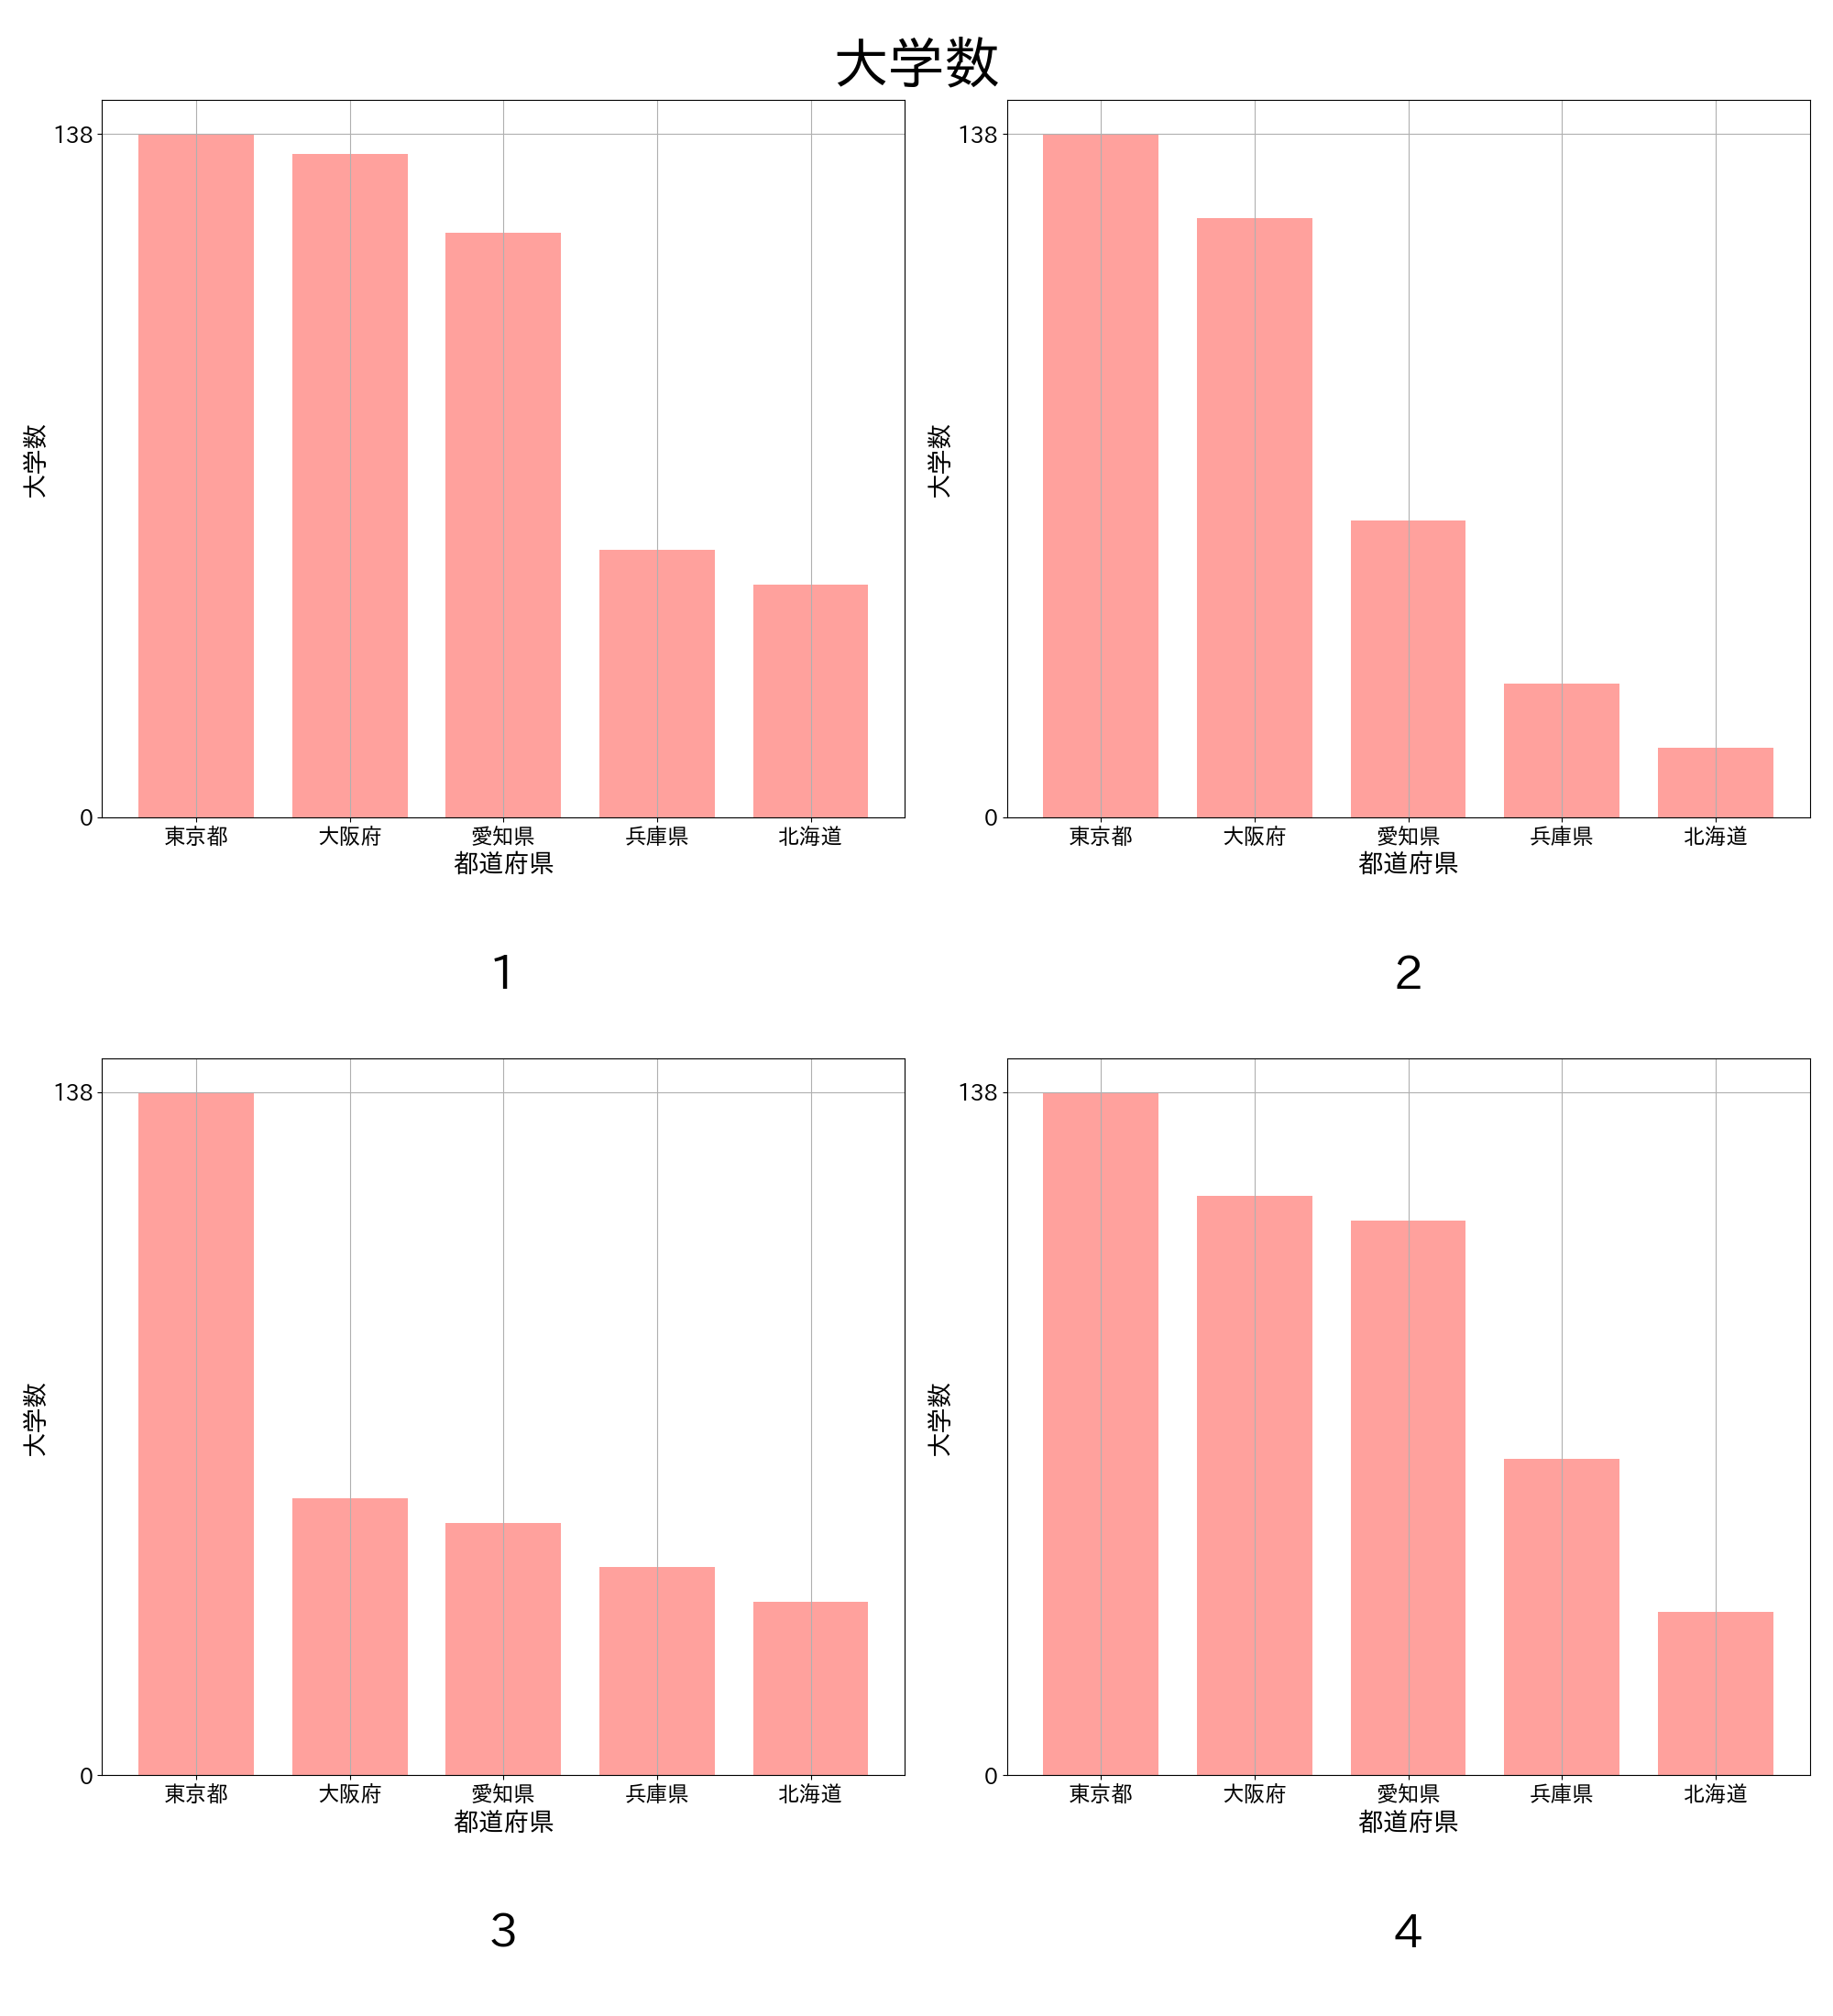 大学数
138
0
大学数
東京都 大阪府 愛知県 兵庫県 北海道
都道府県
1
138
0
大学数
東京都 大阪府 愛知県 兵庫県 北海道
都道府県
2
138
0
大学数
東京都 大阪府 愛知県 兵庫県 北海道
都道府県
3
138
0
大学数
東京都 大阪府 愛知県 兵庫県 北海道
都道府県
4